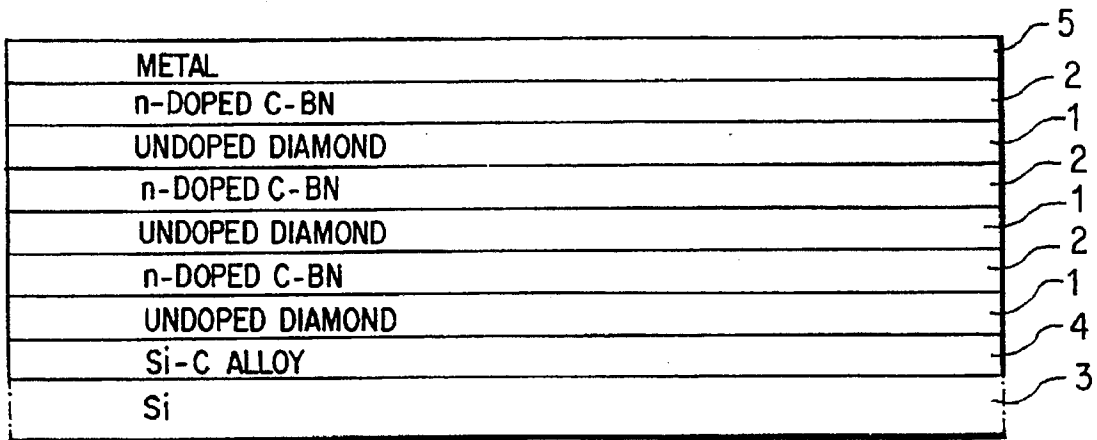 5
METAL
2
n-DOPED C-BN
1
UNDOPED DIAMOND
2
n-DOPED C-BN
1
UNDOPED DIAMOND
2
n-DOPED C-BN
1
UNDOPED DIAMOND
4
Si-C ALLOY
3
Si